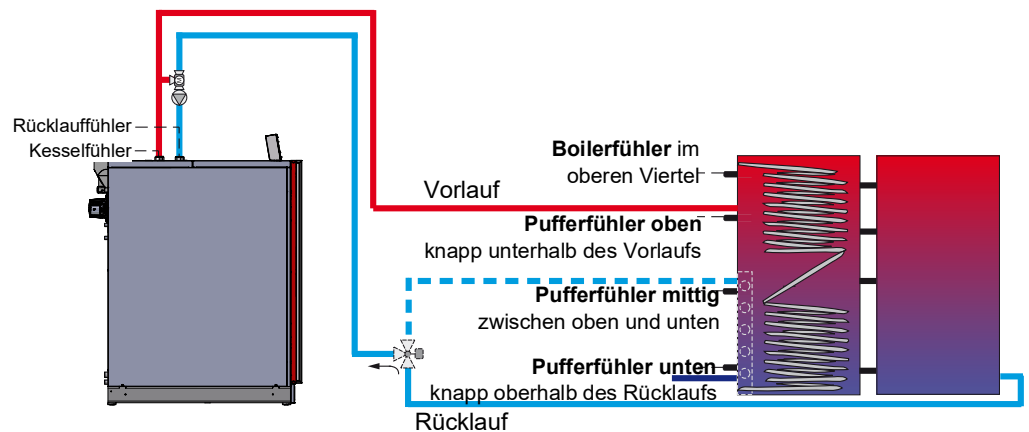 Rücklauffühler
Kesselfühler
Vorlauf
Boilerfühler im
oberen Viertel
Pufferfühler oben
knapp unterhalb des Vorlaufs
Pufferfühler mittig
zwischen oben und unten
Pufferfühler unten
knapp oberhalb des Rücklaufs
Rücklauf